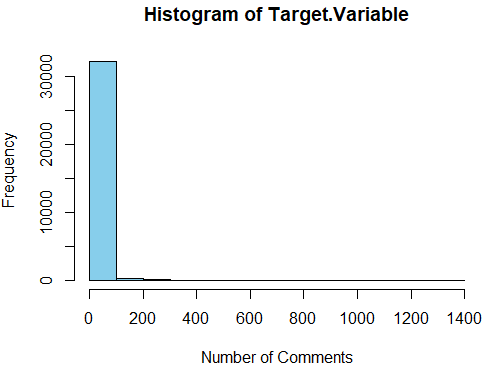 Histogram of Target.Variable
Frequency
30000
20000
10000
0
0 200 400 600 800 1000 1200 1400
Number of Comments